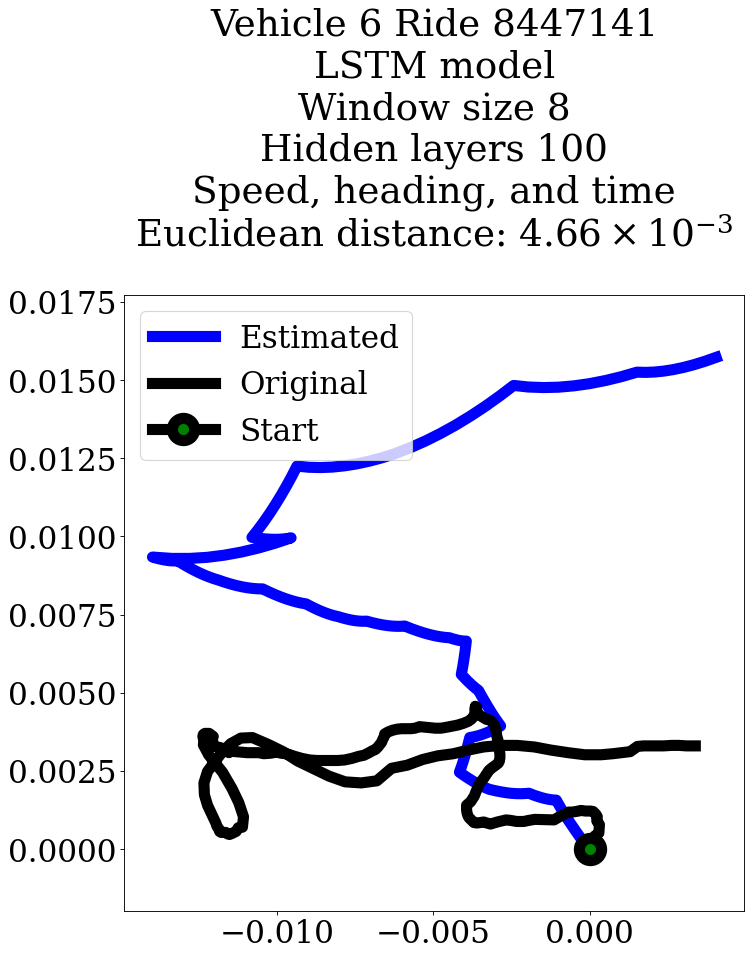 Vehicle 6 Ride 8447141
LSTM model
Window size 8
Hidden layers 100
Speed, heading, and time
Euclidean distance: 4.66 × 10⁻³
Estimated
Original
Start
0.0175
0.0150
0.0125
0.0100
0.0075
0.0050
0.0025
0.0000
−0.010 −0.005 0.000